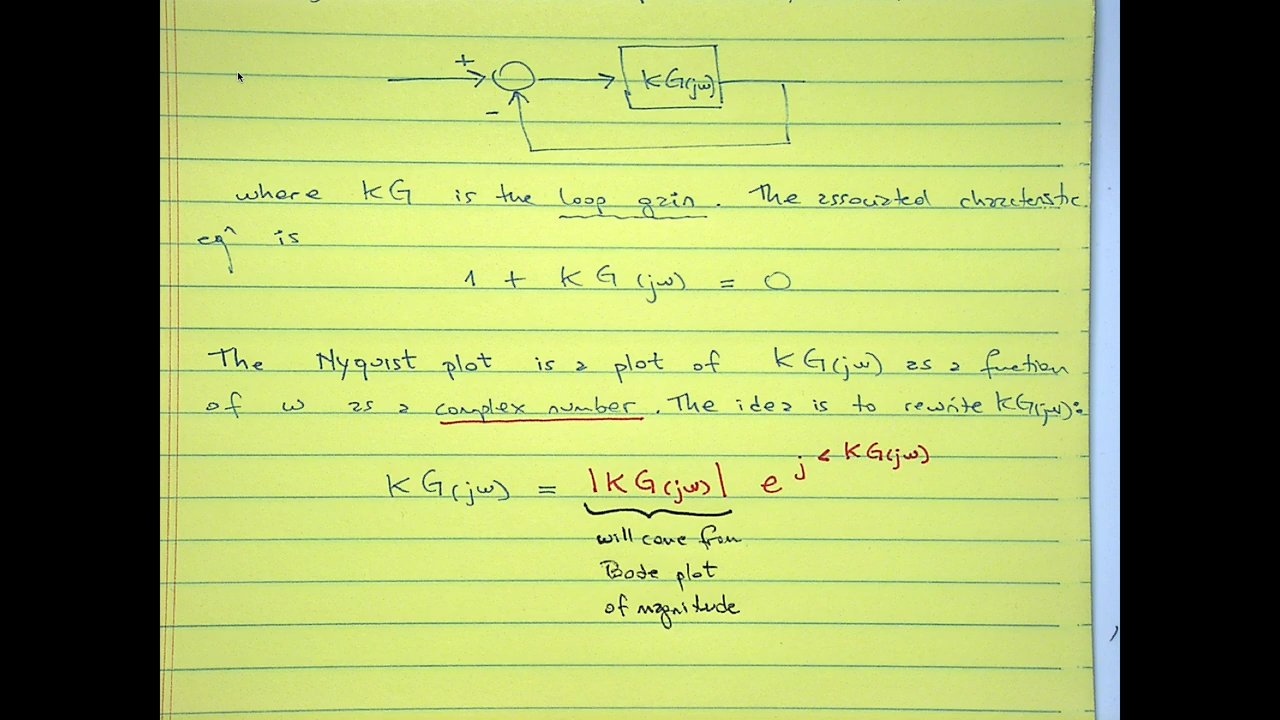 +
KG(jω)
-
where KG is the loop gain. The associated
eqn is
1 + KG(jω) = 0
The Nyquist plot is a plot of KG(jω) as a function
of ω as a complex number. The idea is to rewrite KG(jω):
KG(jω) = |KG(jω)| e j∠KG(jω)
will come from
Bode plot
of magnitude